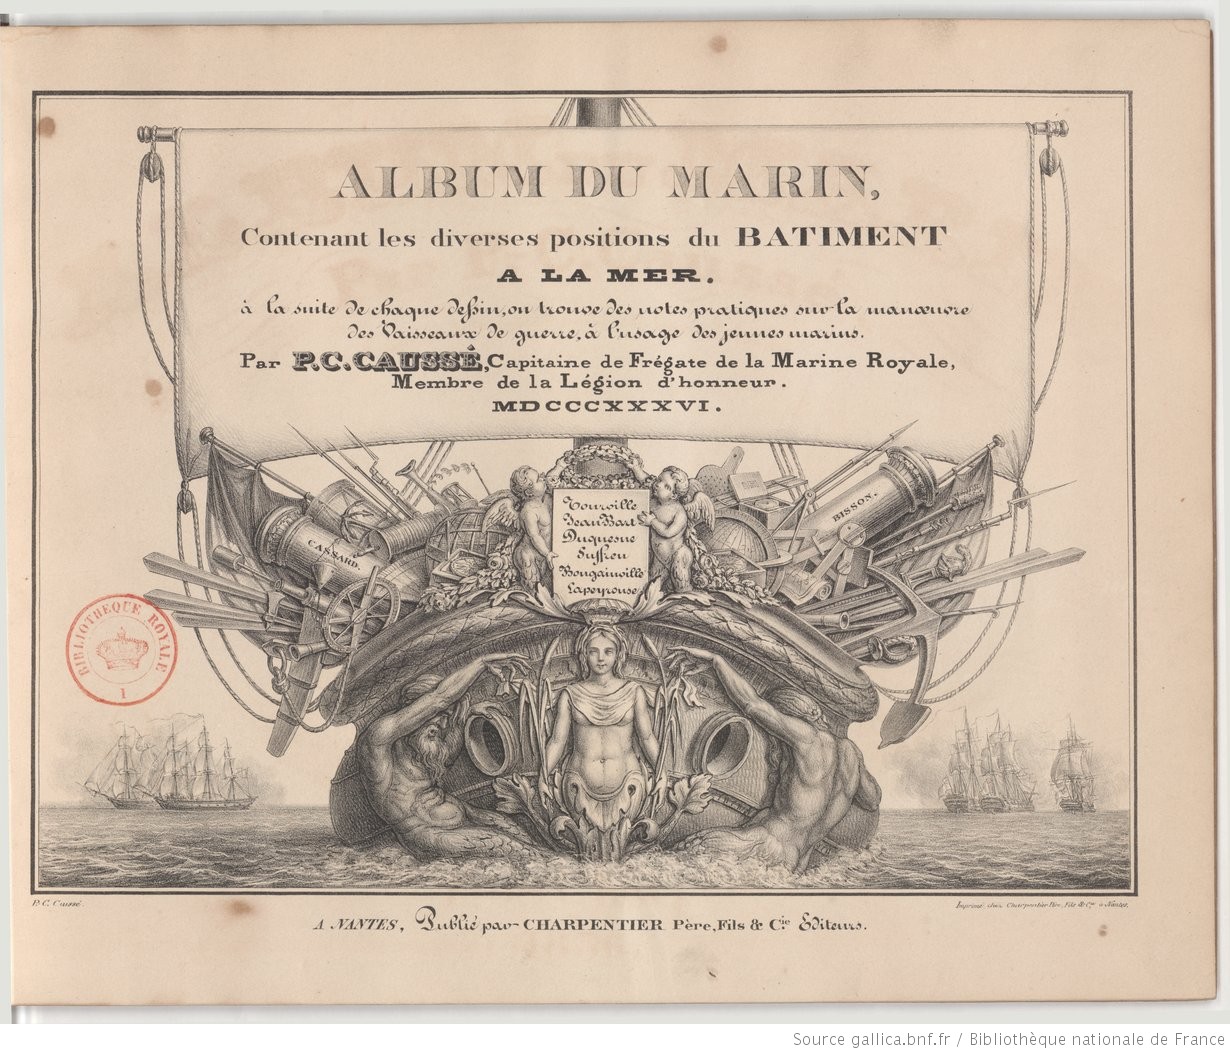 ALBUM DU MARIN,
Contenant les diverses positions du BATIMENT
A LA MER.
à la suite de chaque deſsin, on trouve des notes pratiques sur la manœuvre
des Vaisseaux de guerre, à l'usage des jeunes marins.
Par P.C. CAUSSÉ, Capitaine de Frégate de la Marine Royale,
Membre de la Légion d'honneur.
MDCCCXXXVI.
CASSARD.
BISSON.
Tourville
Jean Bart
Duquesne
Suffren
Bougainville
Lapeyrouse
BIBLIOTHEQUE ROYALE
1
P. C. Caussé.
Imprimé chez Charpentier Père, Fils & Cie à Nantes.
A NANTES, Publié par CHARPENTIER Père, Fils & Cie Editeurs.
Source gallica.bnf.fr / Bibliothèque nationale de France